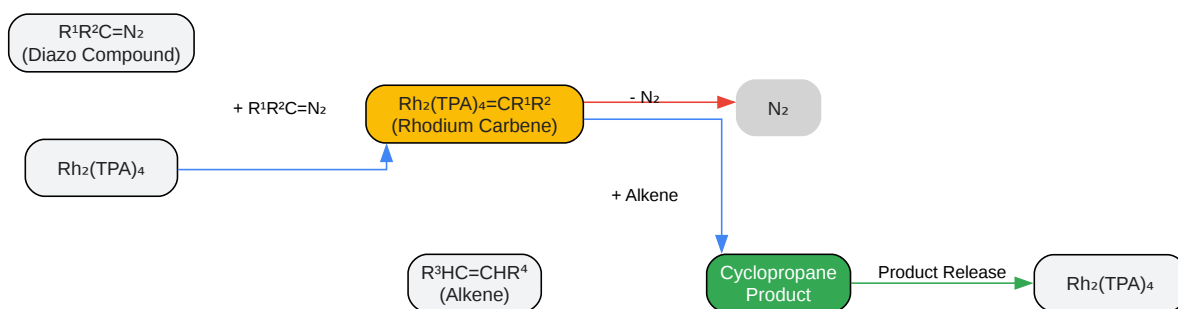 R¹R²C=N₂
(Diazo Compound)
+ R¹R²C=N₂
Rh₂(TPA)₄=CR¹R²
(Rhodium Carbene)
- N₂
N₂
Rh₂(TPA)₄
+ Alkene
R³HC=CHR⁴
(Alkene)
Cyclopropane
Product
Product Release
Rh₂(TPA)₄